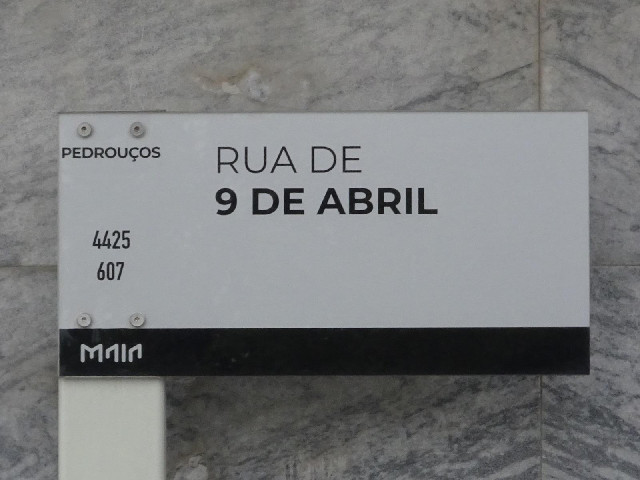 PEDROUÇOS
RUA DE
9 DE ABRIL
4425
607
MAIA